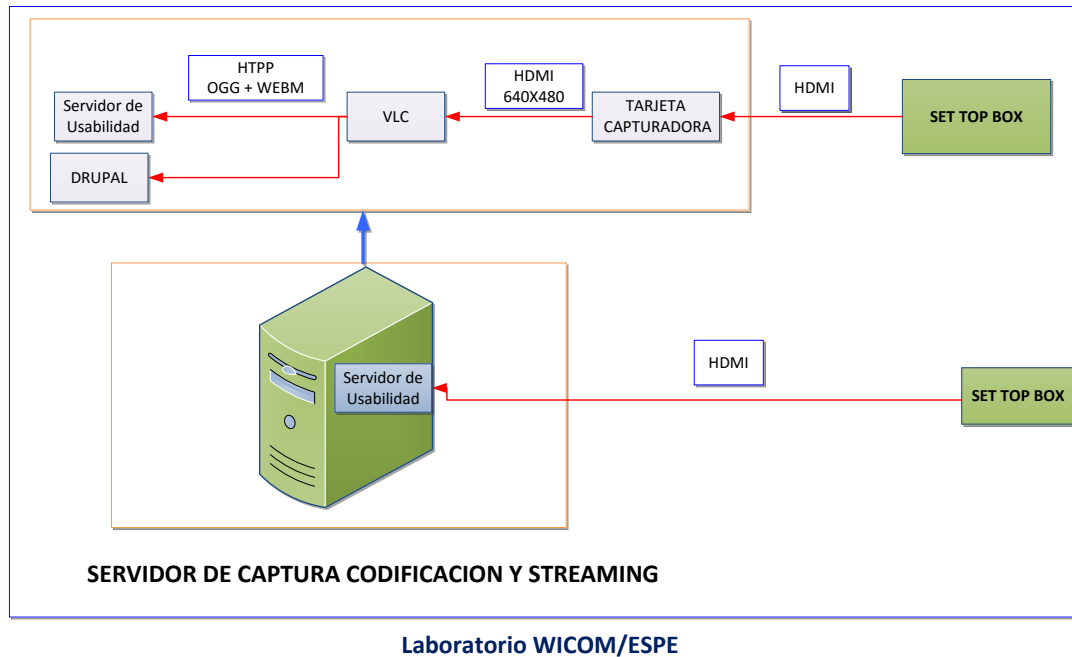 HTPP
OGG + WEBM
HDMI
640X480
HDMI
Servidor de
Usabilidad
VLC
TARJETA
CAPTURADORA
SET TOP BOX
DRUPAL
HDMI
Servidor de
Usabilidad
SET TOP BOX
SERVIDOR DE CAPTURA CODIFICACION Y STREAMING
Laboratorio WICOM/ESPE